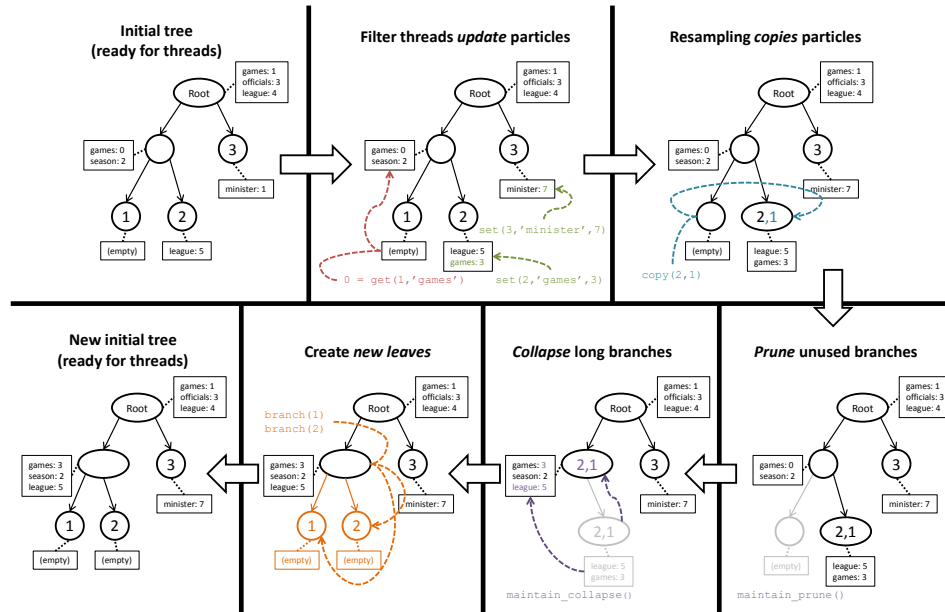 Initial tree
(ready for threads)
games: 1
officials: 3
league: 4
Root
games: 0
season: 2
3
minister: 1
1
2
(empty)
league: 5
Filter threads update particles
games: 1
officials: 3
league: 4
Root
games: 0
season: 2
3
minister: 7
1
2
set(3,'minister',7)
(empty)
league: 5
games: 3
0 = get(1,'games')
set(2,'games',3)
Resampling copies particles
games: 1
officials: 3
league: 4
Root
games: 0
season: 2
3
minister: 7
2,1
(empty)
league: 5
games: 3
copy(2,1)
New initial tree
(ready for threads)
games: 1
officials: 3
league: 4
Root
games: 3
season: 2
league: 5
3
minister: 7
1
2
(empty)
(empty)
Create new leaves
games: 1
officials: 3
league: 4
Root
branch(1)
branch(2)
games: 3
season: 2
league: 5
3
minister: 7
1
2
(empty)
(empty)
Collapse long branches
games: 1
officials: 3
league: 4
Root
games: 3
season: 2
league: 5
2,1
3
minister: 7
2,1
league: 5
games: 3
maintain_collapse()
Prune unused branches
games: 1
officials: 3
league: 4
Root
games: 0
season: 2
3
minister: 7
2,1
(empty)
league: 5
games: 3
maintain_prune()